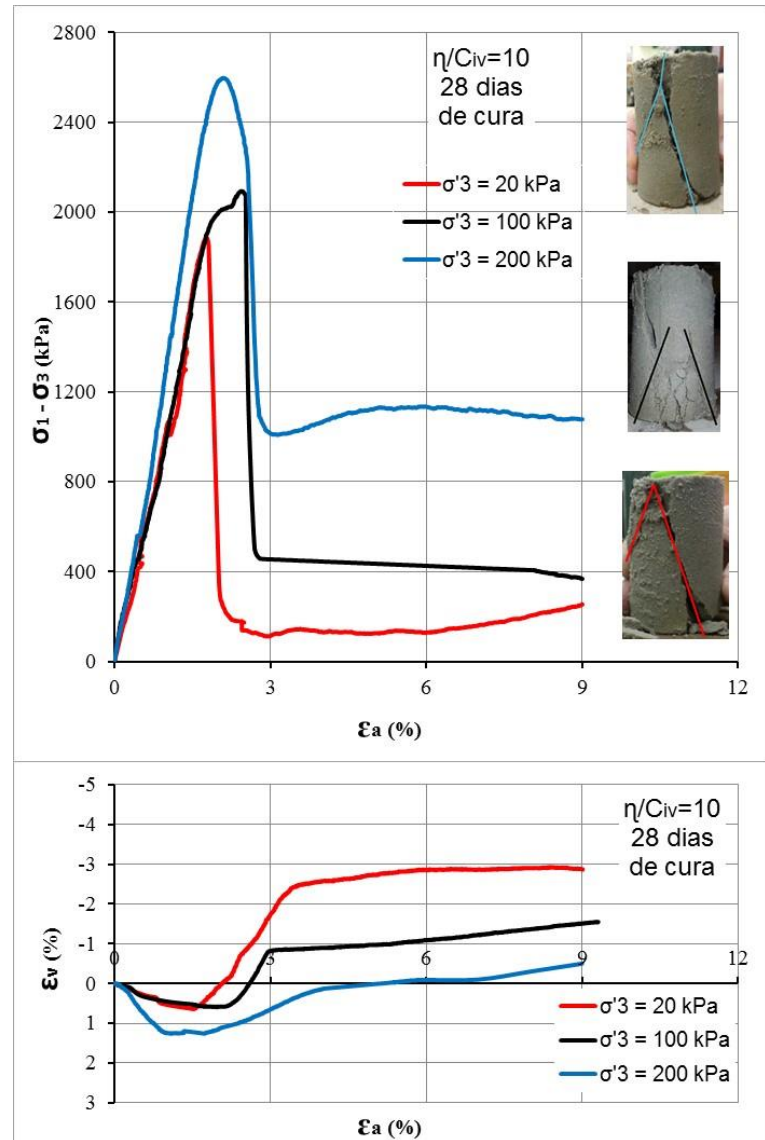 2800
2400
2000
1600
1200
800
400
0
σ1 - σ3 (kPa)
η/Civ=10
28 dias
de cura
σ'3 = 20 kPa
σ'3 = 100 kPa
σ'3 = 200 kPa
0 3 6 9 12
εa (%)
-5
-4
-3
-2
-1
0
1
2
3
εv (%)
η/Civ=10
28 dias
de cura
0 3 6 9 12
σ'3 = 20 kPa
σ'3 = 100 kPa
σ'3 = 200 kPa
εa (%)